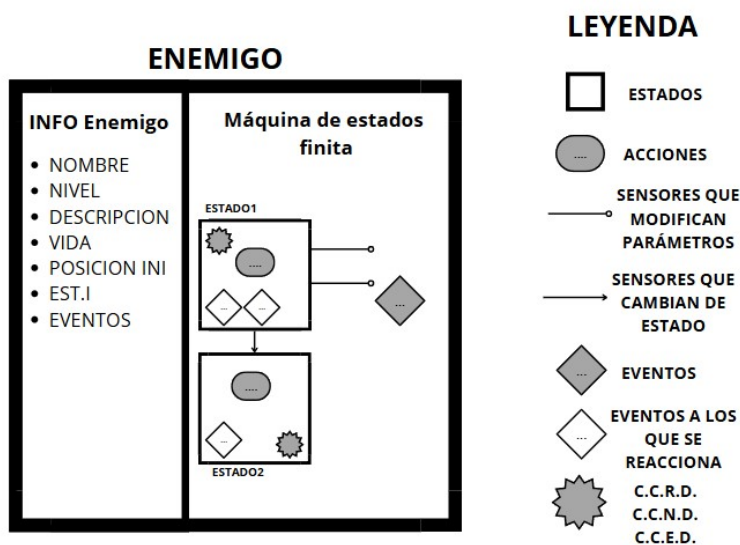 ENEMIGO
INFO Enemigo
• NOMBRE
• NIVEL
• DESCRIPCION
• VIDA
• POSICION INI
• EST.I
• EVENTOS
Máquina de estados
finita
ESTADO1
....
...
...
...
....
...
ESTADO2
LEYENDA
ESTADOS
....
ACCIONES
SENSORES QUE
MODIFICAN
PARÁMETROS
SENSORES QUE
CAMBIAN DE
ESTADO
...
EVENTOS
...
EVENTOS A LOS
QUE SE
REACCIONA
C.C.R.D.
C.C.N.D.
C.C.E.D.